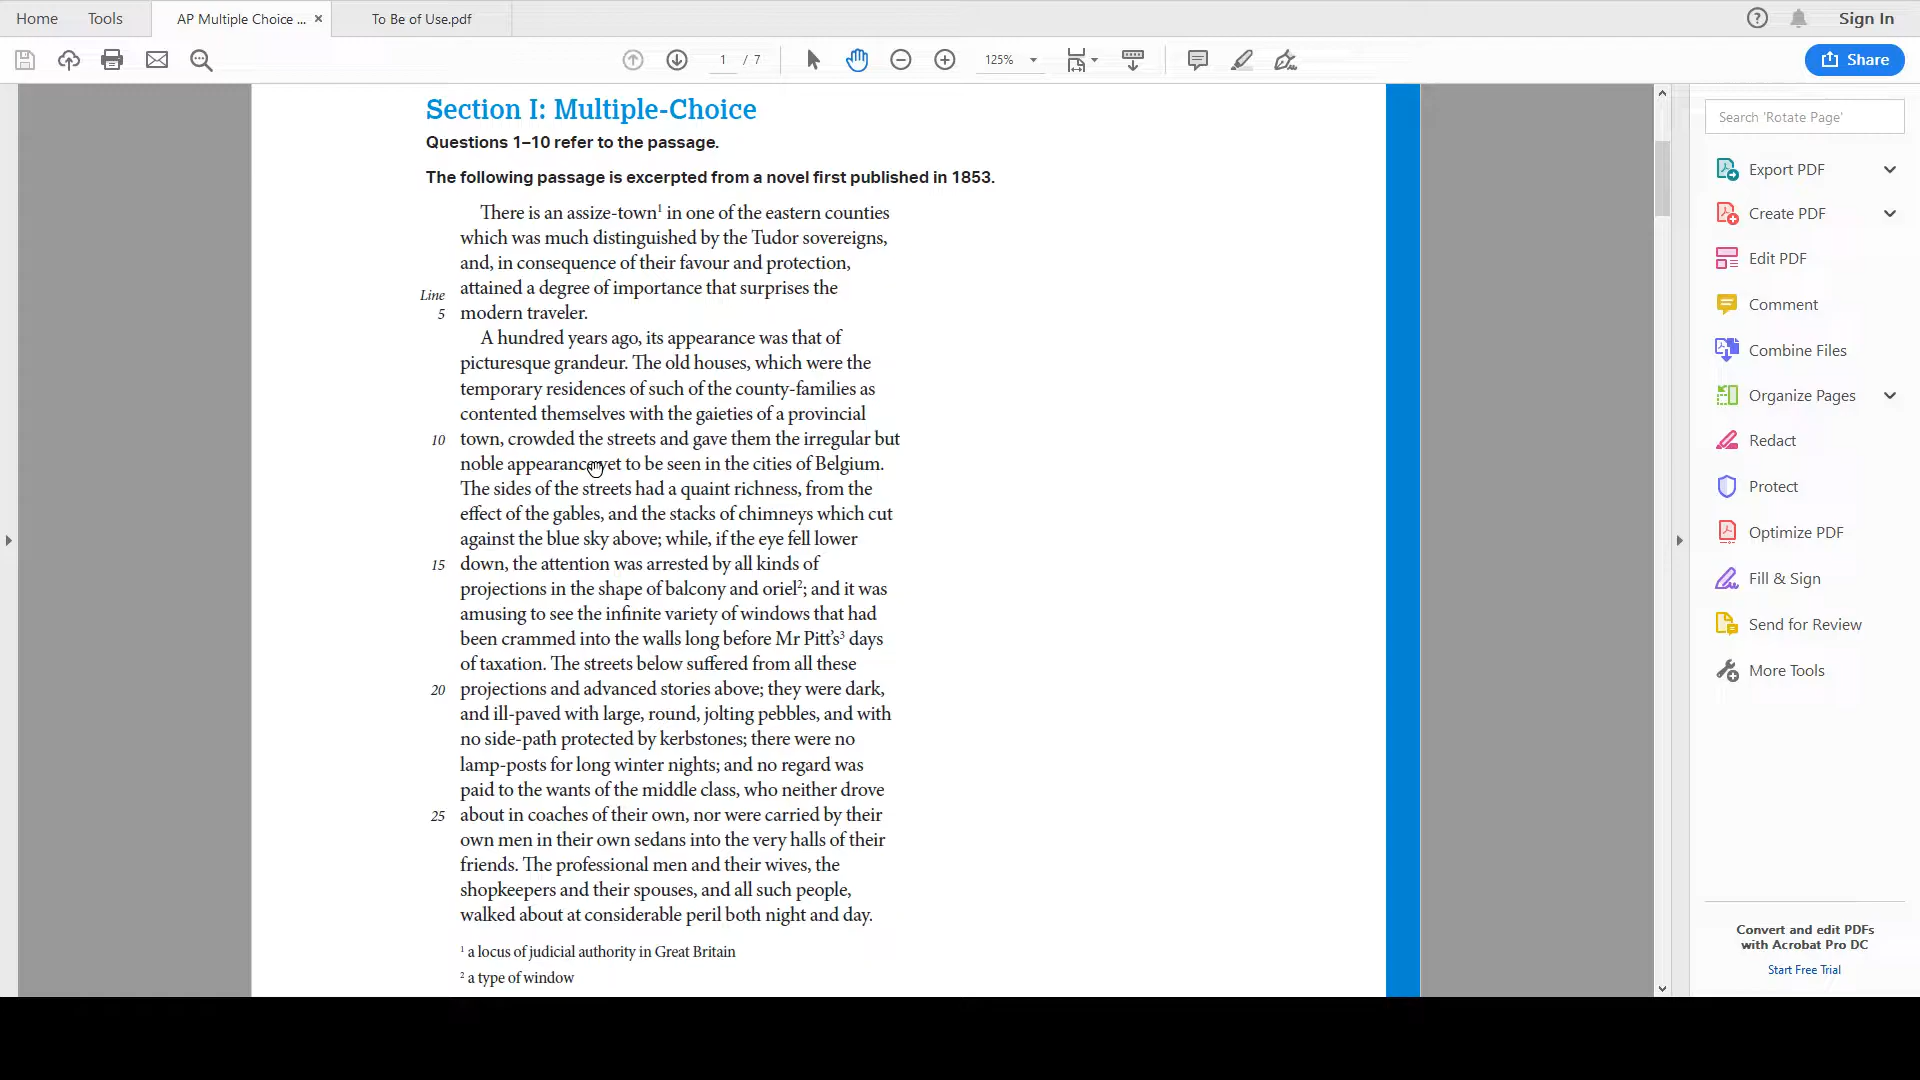 Home Tools AP Multiple Choice ... × To Be of Use.pdf Sign In
1 / 7 125% Share
Section I: Multiple-Choice
Questions 1–10 refer to the passage.
The following passage is excerpted from a novel first published in 1853.
There is an assize-town1 in one of the eastern counties
which was much distinguished by the Tudor sovereigns,
and, in consequence of their favour and protection,
attained a degree of importance that surprises the
Line
5 modern traveler.
A hundred years ago, its appearance was that of
picturesque grandeur. The old houses, which were the
temporary residences of such of the county-families as
contented themselves with the gaieties of a provincial
10 town, crowded the streets and gave them the irregular but
noble appearance yet to be seen in the cities of Belgium.
The sides of the streets had a quaint richness, from the
effect of the gables, and the stacks of chimneys which cut
against the blue sky above; while, if the eye fell lower
15 down, the attention was arrested by all kinds of
projections in the shape of balcony and oriel2; and it was
amusing to see the infinite variety of windows that had
been crammed into the walls long before Mr Pitt’s3 days
of taxation. The streets below suffered from all these
20 projections and advanced stories above; they were dark,
and ill-paved with large, round, jolting pebbles, and with
no side-path protected by kerbstones; there were no
lamp-posts for long winter nights; and no regard was
paid to the wants of the middle class, who neither drove
25 about in coaches of their own, nor were carried by their
own men in their own sedans into the very halls of their
friends. The professional men and their wives, the
shopkeepers and their spouses, and all such people,
walked about at considerable peril both night and day.
1 a locus of judicial authority in Great Britain
2 a type of window
Search 'Rotate Page'
Export PDF
Create PDF
Edit PDF
Comment
Combine Files
Organize Pages
Redact
Protect
Optimize PDF
Fill & Sign
Send for Review
More Tools
Convert and edit PDFs
with Acrobat Pro DC
Start Free Trial